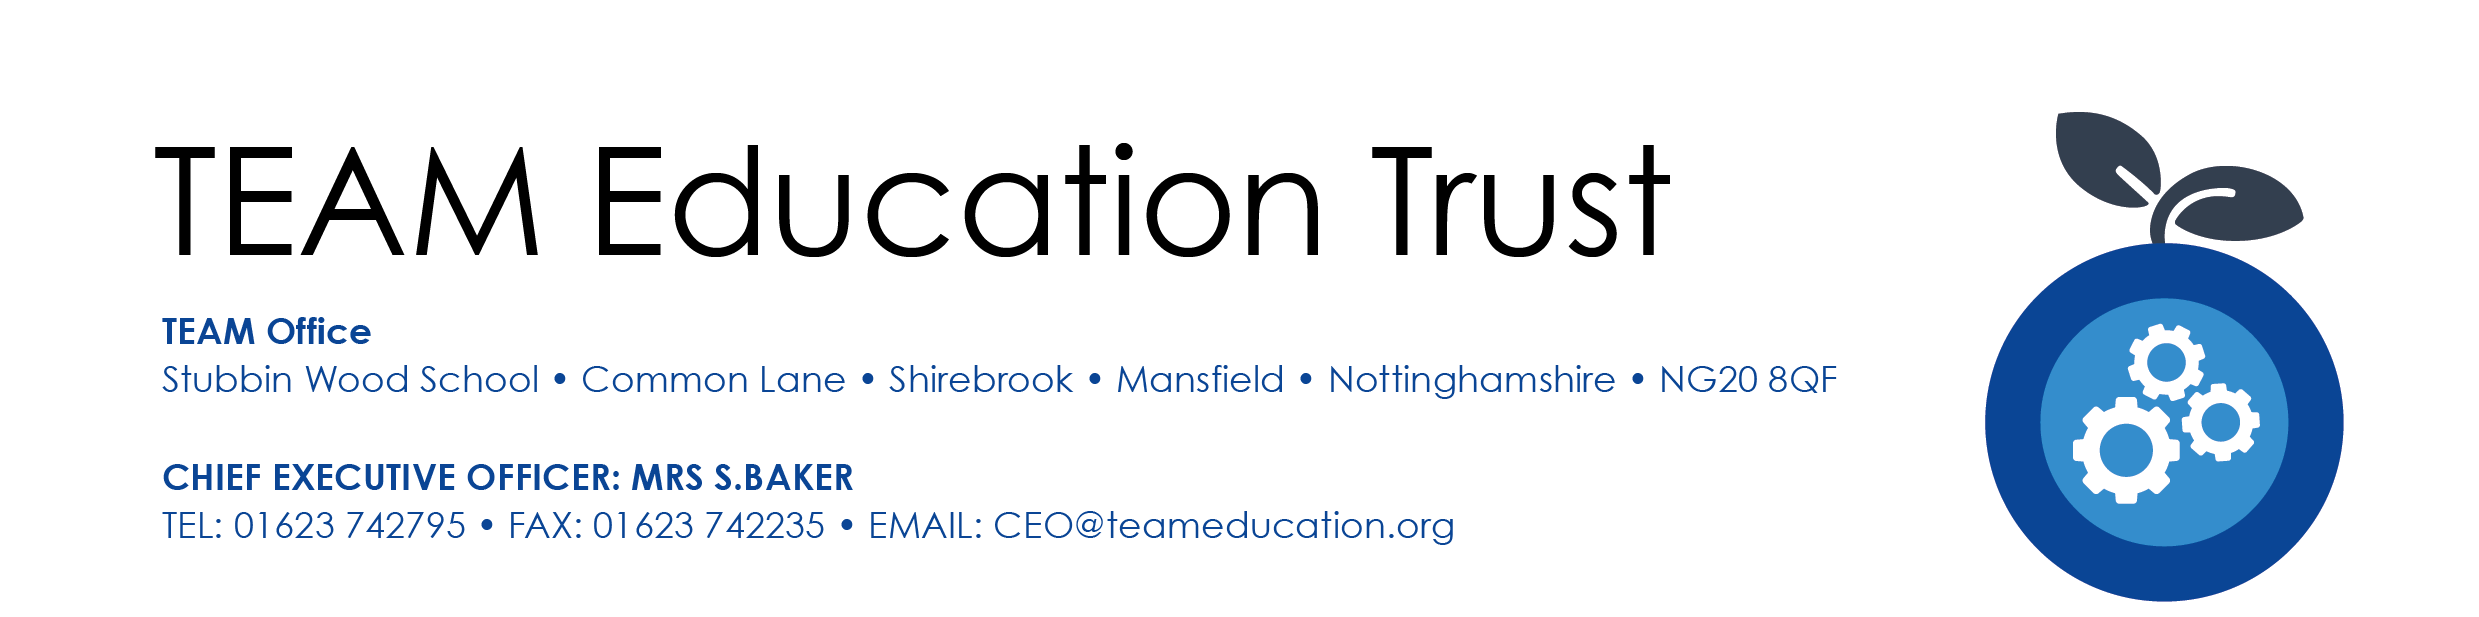 TEAM Education Trust
TEAM Office
Stubbin Wood School • Common Lane • Shirebrook • Mansfield • Nottinghamshire • NG20 8QF
CHIEF EXECUTIVE OFFICER: MRS S.BAKER
TEL: 01623 742795 • FAX: 01623 742235 • EMAIL: CEO@teameducation.org